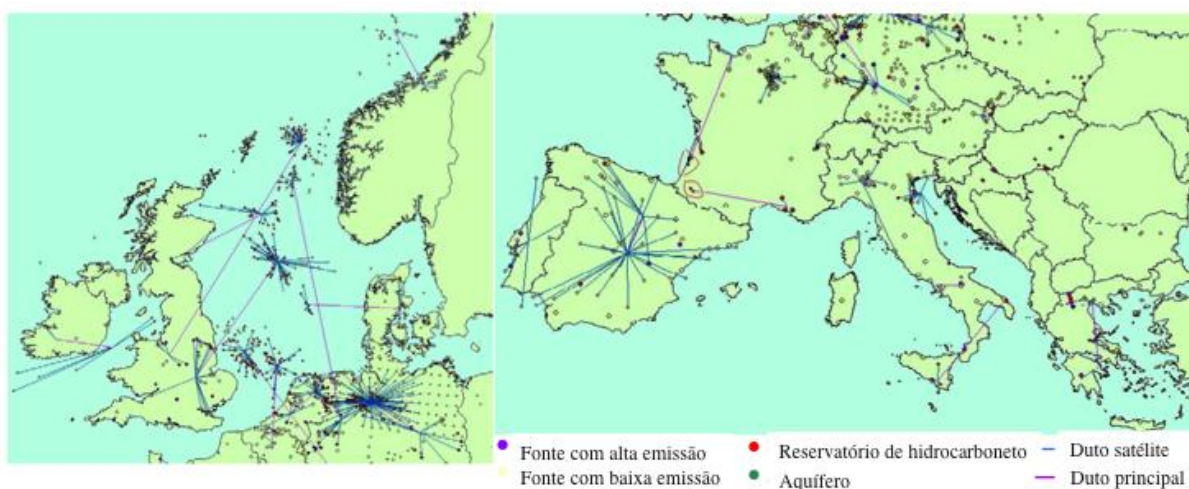 Fonte com alta emissão
Fonte com baixa emissão
Reservatório de hidrocarboneto
Aquífero
Duto satélite
Duto principal